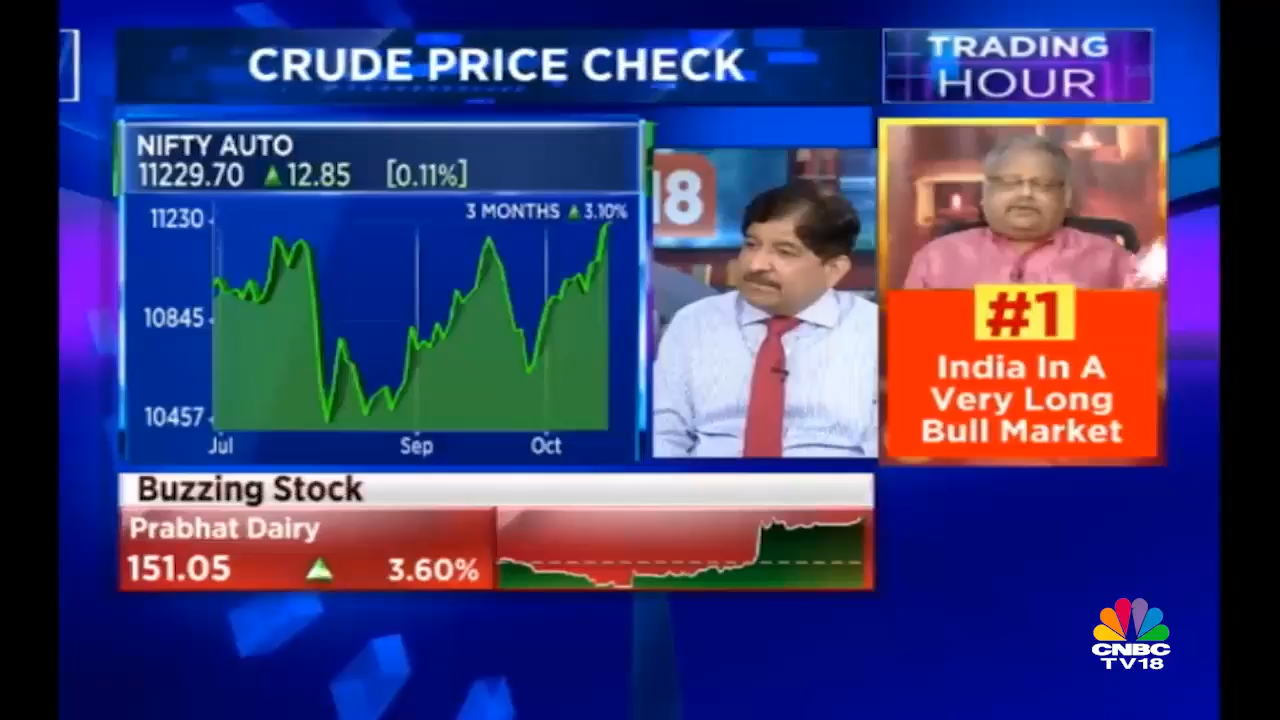 CRUDE PRICE CHECK
TRADING
HOUR
NIFTY AUTO
11229.70 ▲ 12.85 [0.11%]
3 MONTHS ▲ 3.10%
11230
10845
10457
Jul Sep Oct
18
#1
India In A
Very Long
Bull Market
Buzzing Stock
Prabhat Dairy
151.05 ▲ 3.60%
CNBC
TV18